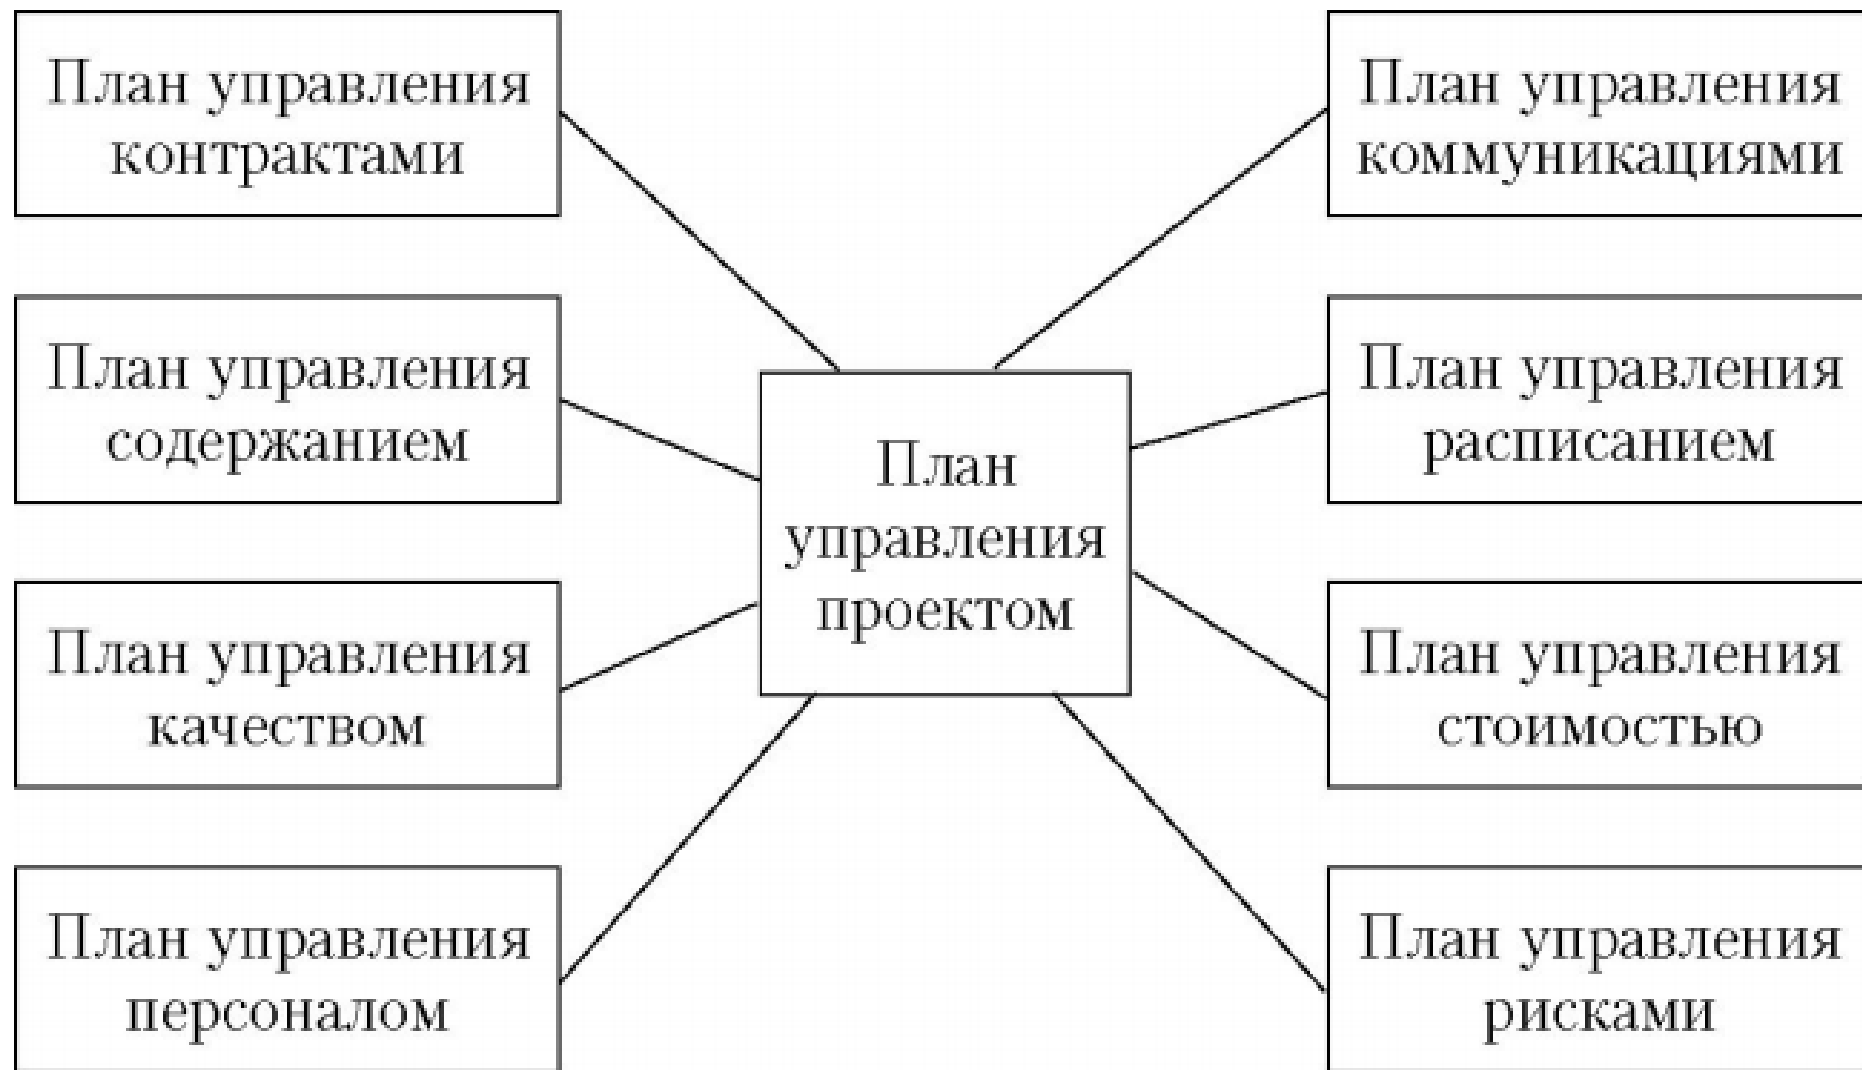 План управления
контрактами
План управления
содержанием
План управления
качеством
План управления
персоналом
План
управления
проектом
План управления
коммуникациями
План управления
расписанием
План управления
стоимостью
План управления
рисками